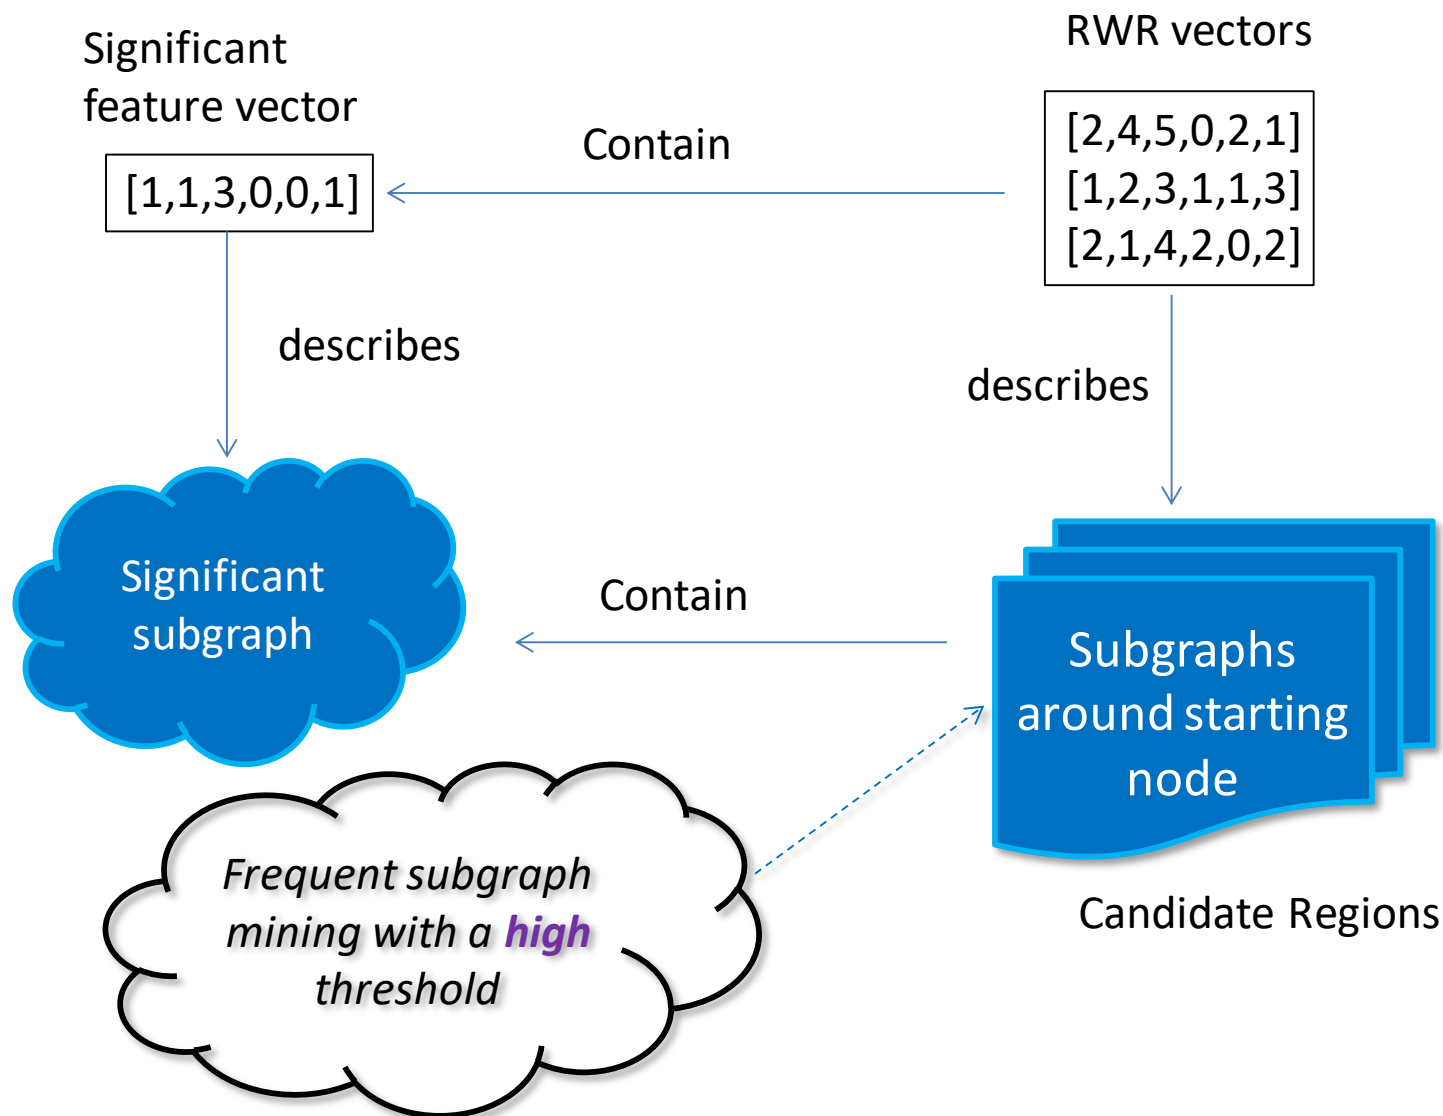 Significant
feature vector
[1,1,3,0,0,1]
Contain
RWR vectors
[2,4,5,0,2,1]
[1,2,3,1,1,3]
[2,1,4,2,0,2]
describes
describes
Significant
subgraph
Contain
Subgraphs
around starting
node
Frequent subgraph
mining with a high
threshold
Candidate Regions